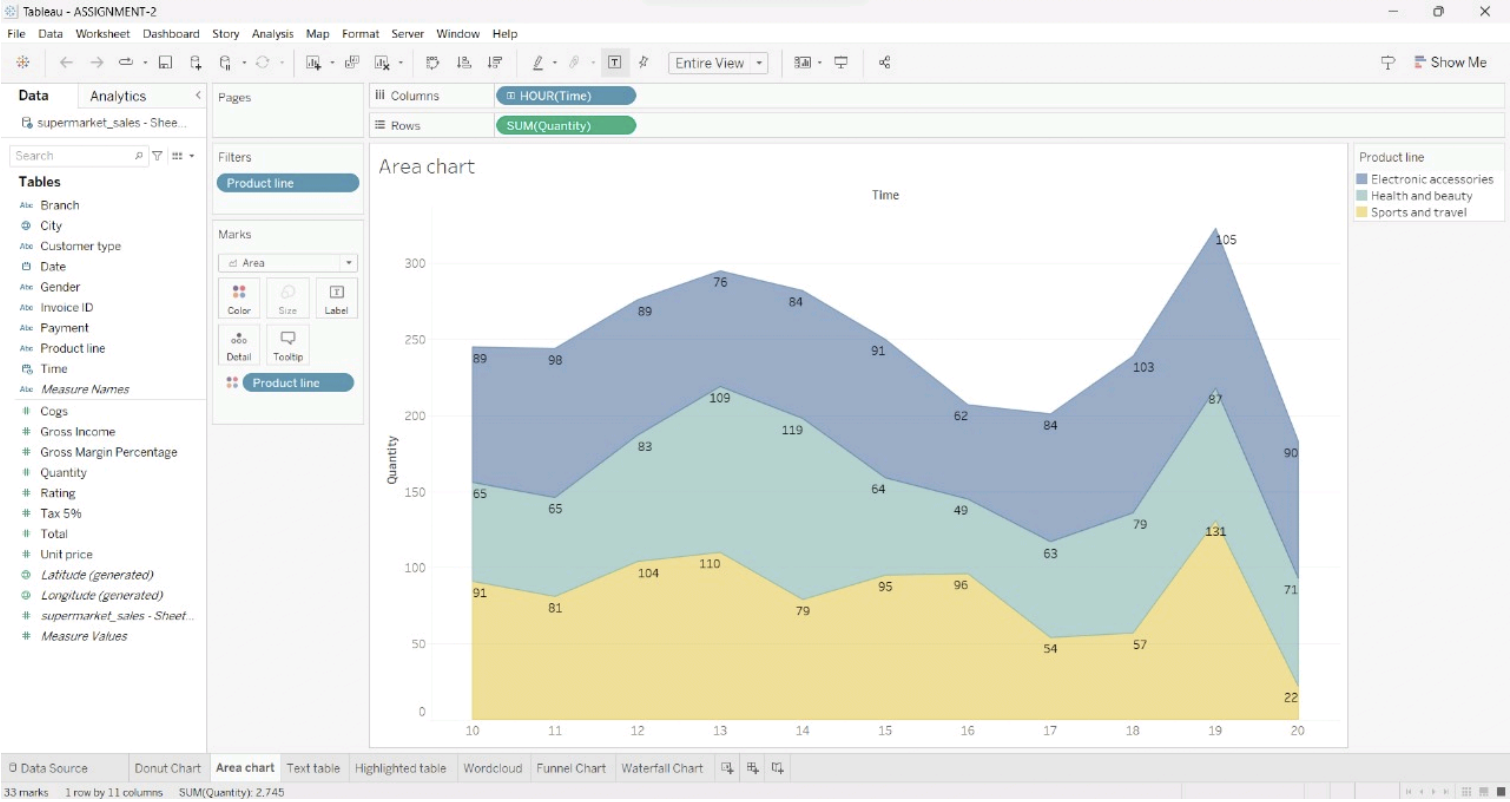 Tableau - ASSIGNMENT-2
File Data Worksheet Dashboard Story Analysis Map Format Server Window Help
Entire View
Show Me
Data Analytics
supermarket_sales - Shee...
Search
Tables
Abc Branch
City
Abc Customer type
Date
Abc Gender
Abc Invoice ID
Abc Payment
Abc Product line
Time
Abc Measure Names
# Cogs
# Gross Income
# Gross Margin Percentage
# Quantity
# Rating
# Tax 5%
# Total
# Unit price
Latitude (generated)
Longitude (generated)
# supermarket_sales - Sheet...
# Measure Values
Pages
Filters
Product line
Marks
Area
Color Size Label
Detail Tooltip
Product line
Columns HOUR(Time)
Rows SUM(Quantity)
Area chart
Time
Quantity
300
250
200
150
100
50
0
89 98 89 76 84 91 62 84 103 105 90
65 65 83 109 119 64 49 63 79 87 71
91 81 104 110 79 95 96 54 57 131 22
10 11 12 13 14 15 16 17 18 19 20
Product line
Electronic accessories
Health and beauty
Sports and travel
Data Source Donut Chart Area chart Text table Highlighted table Wordcloud Funnel Chart Waterfall Chart
33 marks 1 row by 11 columns SUM(Quantity): 2,745